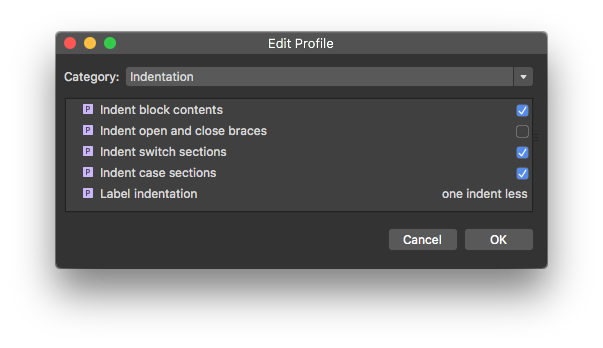 Edit Profile
Category: Indentation
P Indent block contents
P Indent open and close braces
P Indent switch sections
P Indent case sections
P Label indentation one indent less
Cancel OK